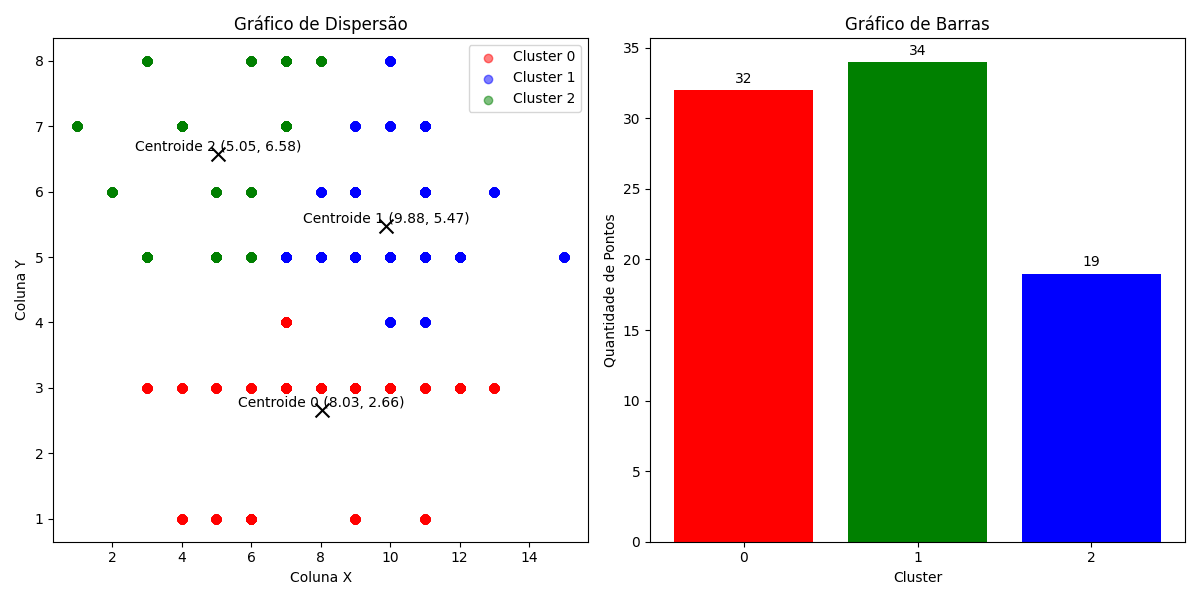 Gráfico de Dispersão
Cluster 0
Cluster 1
Cluster 2
8
7
6
5
4
3
2
1
Coluna Y
Centroide 2 (5.05, 6.58)
Centroide 1 (9.88, 5.47)
Centroide 0 (8.03, 2.66)
2
4
6
8
10
12
14
Coluna X
Gráfico de Barras
35
30
25
20
15
10
5
0
Quantidade de Pontos
32
34
19
0
1
2
Cluster